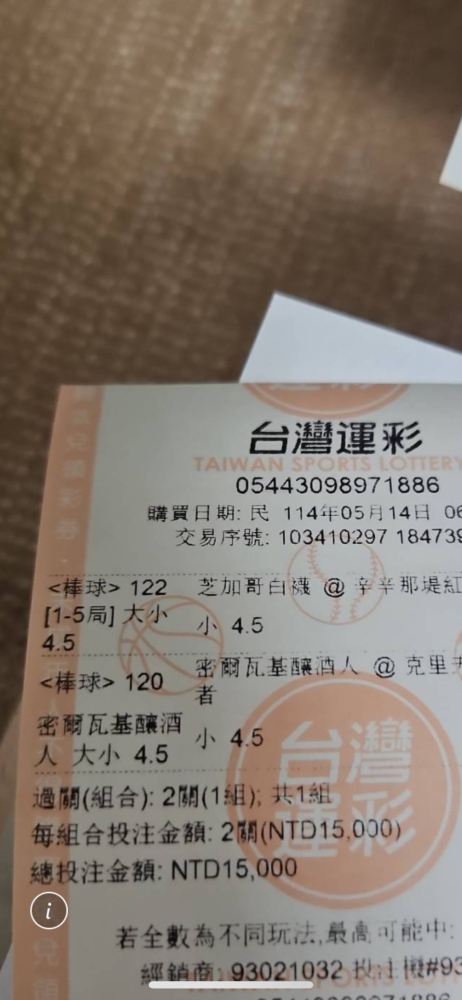 台灣運彩
TAIWAN SPORTS LOTTERY
05443098971886
購買日期: 民 114年05月14日 06
交易序號: 103410297 184739
<棒球> 122 芝加哥白襪 @ 辛辛那堤紅
[1-5局] 大小 小 4.5
4.5
<棒球> 120 密爾瓦基釀酒人 @ 克里夫
者
密爾瓦基釀酒 小 4.5
人 大小 4.5
台灣
運彩
過關(組合): 2關(1組); 共1組
每組合投注金額: 2關(NTD15,000)
總投注金額: NTD15,000
若全數為不同玩法,最高可能中:
經銷商: 93021032 投注機#93